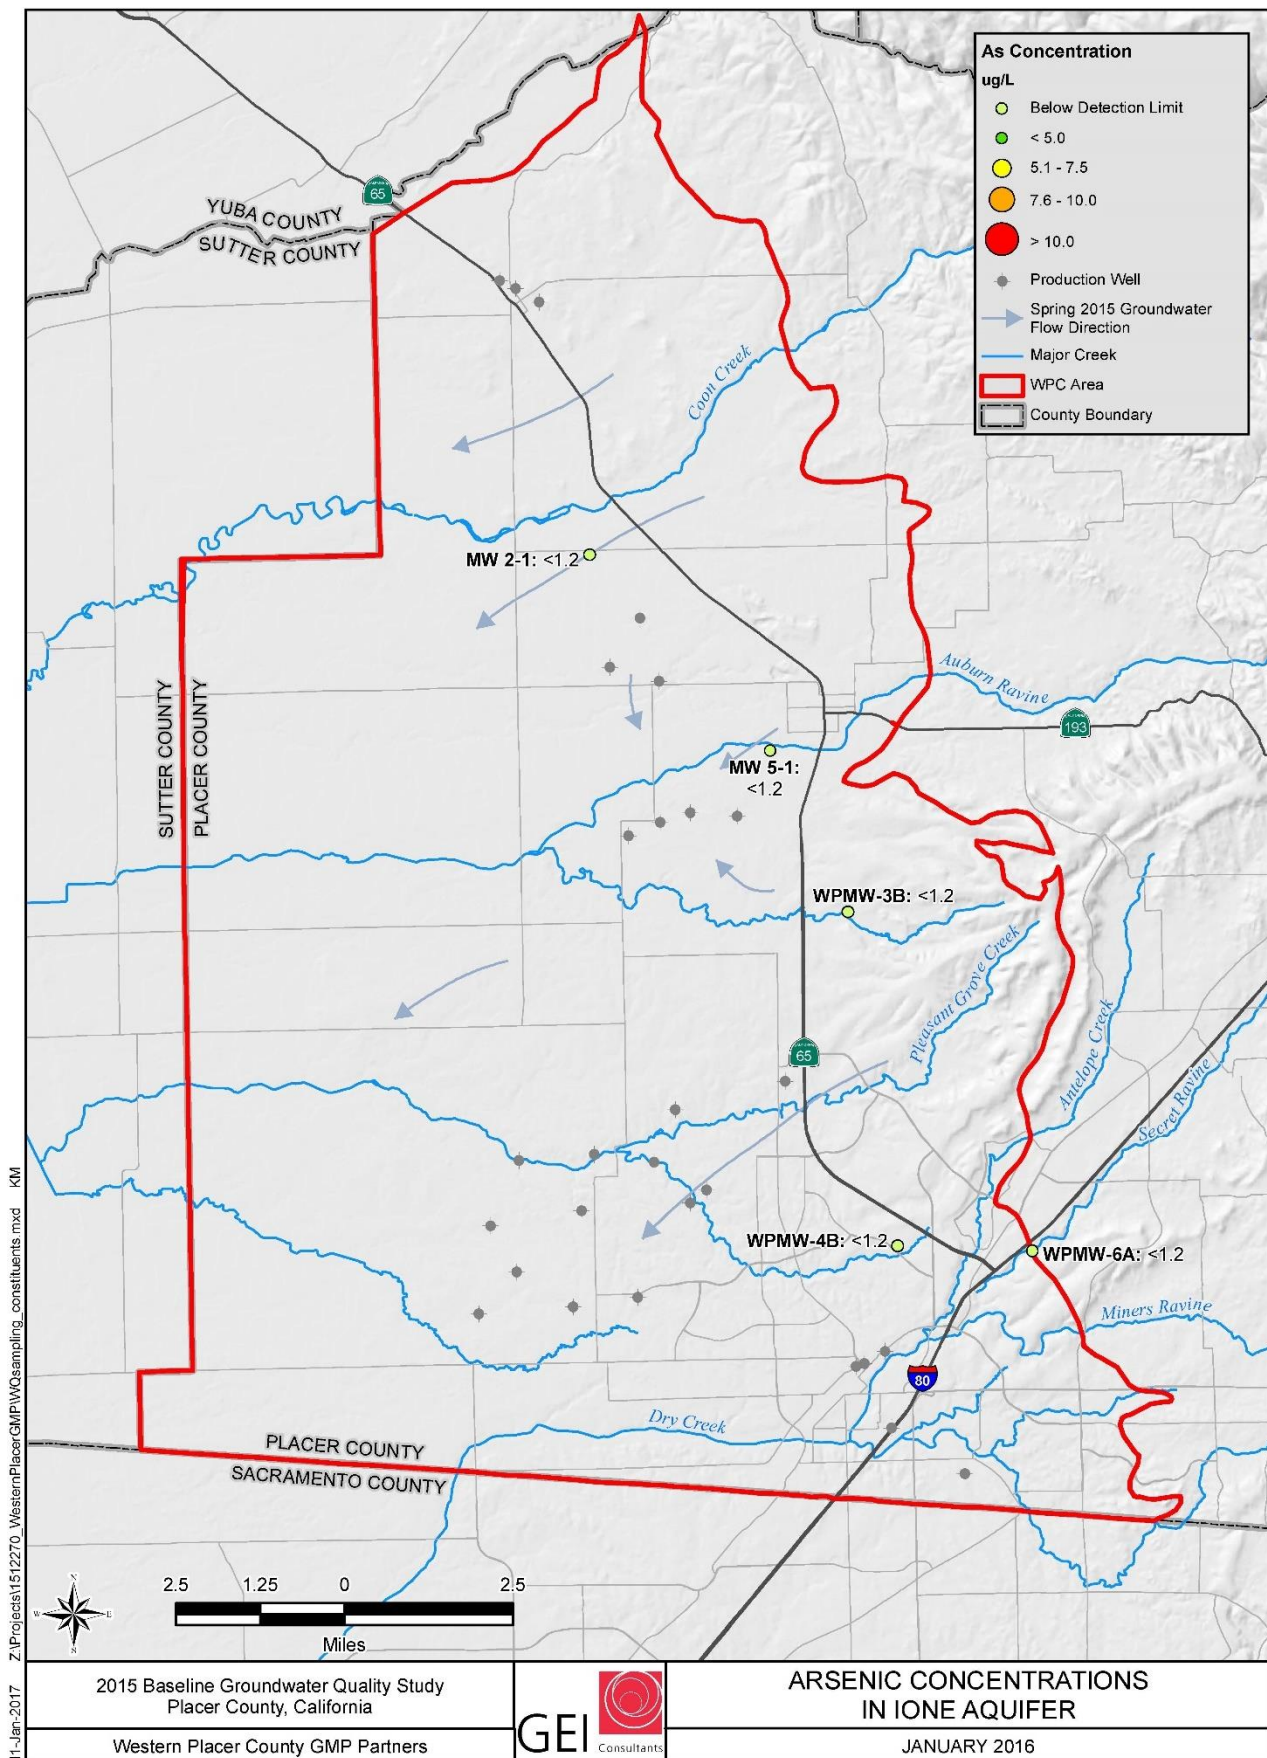 As Concentration
ug/L
Below Detection Limit
< 5.0
5.1 - 7.5
7.6 - 10.0
> 10.0
Production Well
Spring 2015 Groundwater
Flow Direction
Major Creek
WPC Area
County Boundary
65
YUBA COUNTY
SUTTER COUNTY
Coon Creek
MW 2-1: <1.2
Auburn Ravine
193
SUTTER COUNTY
PLACER COUNTY
MW 5-1:
<1.2
WPMW-3B: <1.2
Pleasant Grove Creek
65
Antelope Creek
Secret Ravine
WPMW-4B: <1.2
WPMW-6A: <1.2
Miners Ravine
80
Dry Creek
PLACER COUNTY
SACRAMENTO COUNTY
N
W
E
S
2.5 1.25 0 2.5
Miles
Z:\Projects\1512270_WesternPlacerGMP\WQsampling_constituents.mxd KM
2015 Baseline Groundwater Quality Study
Placer County, California
Western Placer County GMP Partners
GEI
Consultants
ARSENIC CONCENTRATIONS
IN IONE AQUIFER
JANUARY 2016